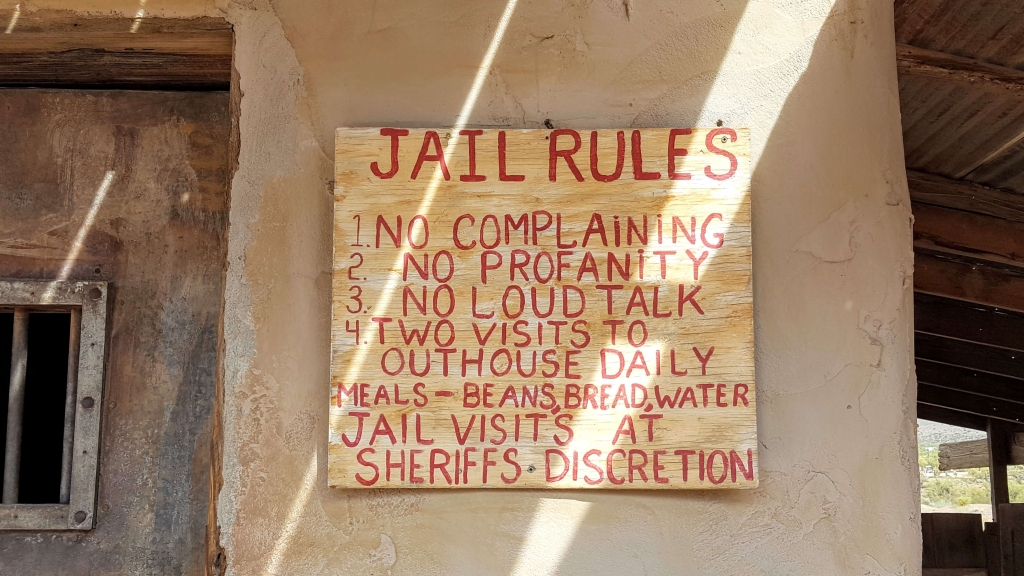 JAIL RULES
1. NO COMPLAINING
2. NO PROFANITY
3. NO LOUD TALK
4. TWO VISITS TO
OUTHOUSE DAILY
MEALS - BEANS, BREAD, WATER
JAIL VISIT'S AT
SHERIFFS DISCRETION